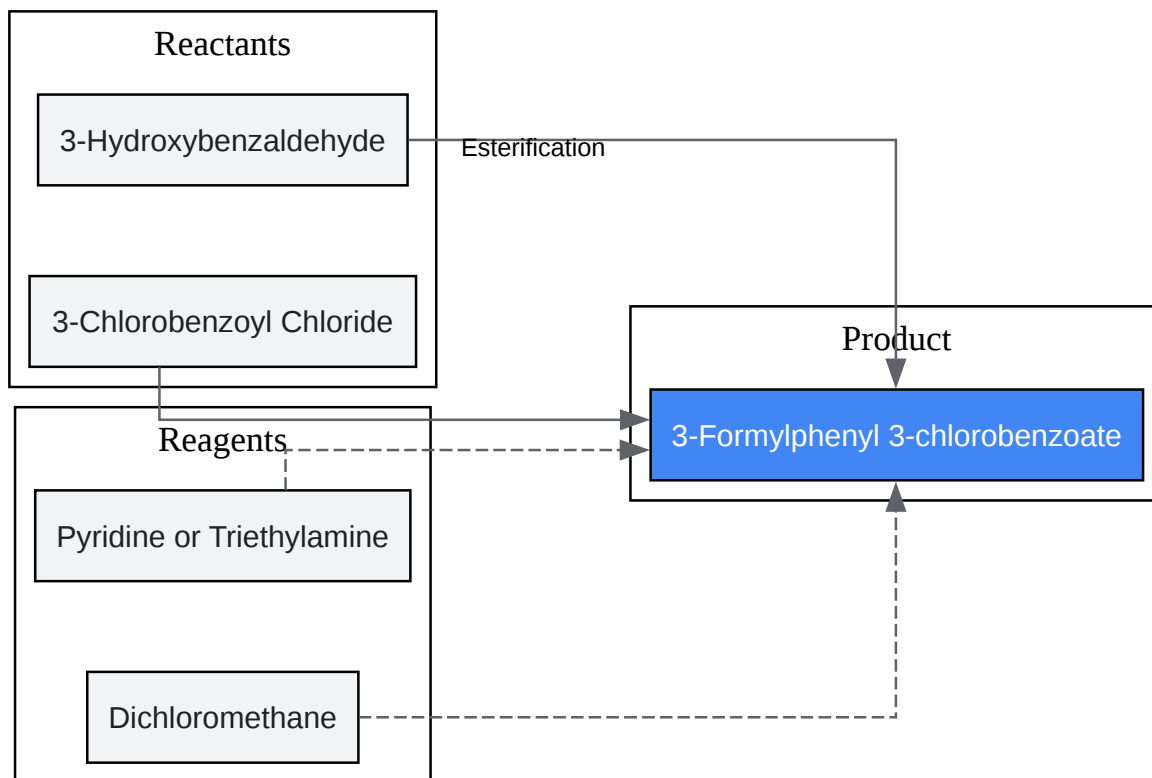 Reactants
3-Hydroxybenzaldehyde
Esterification
3-Chlorobenzoyl Chloride
Product
3-Formylphenyl 3-chlorobenzoate
Reagents
Pyridine or Triethylamine
Dichloromethane